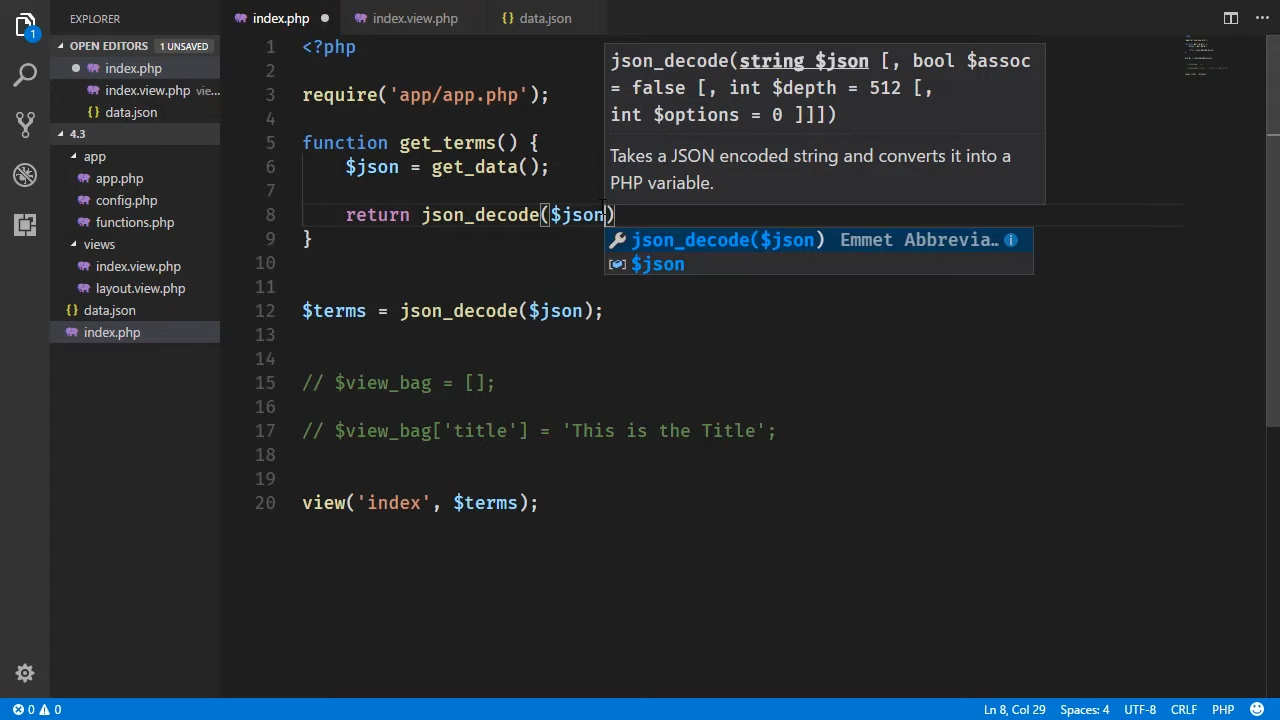 EXPLORER
index.php
index.view.php
data.json
OPEN EDITORS 1 UNSAVED
index.php
index.view.php vie...
data.json
4.3
app
app.php
config.php
functions.php
views
index.view.php
layout.view.php
data.json
index.php
1
1 <?php
2
3 require('app/app.php');
4
5 function get_terms() {
6 $json = get_data();
7
8 return json_decode($json)
9 }
10
11
12 $terms = json_decode($json);
13
14
15 // $view_bag = [];
16
17 // $view_bag['title'] = 'This is the Title';
18
19
20 view('index', $terms);
json_decode(string $json [, bool $assoc
= false [, int $depth = 512 [,
int $options = 0 ]]])
Takes a JSON encoded string and converts it into a
PHP variable.
json_decode($json) Emmet Abbrevia...
$json
0 0
Ln 8, Col 29 Spaces: 4 UTF-8 CRLF PHP